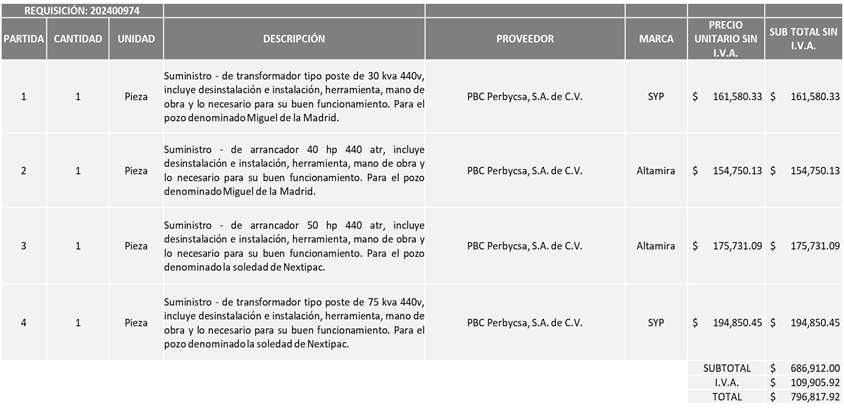 REQUISICIÓN: 202400974
PARTIDA CANTIDAD UNIDAD DESCRIPCIÓN PROVEEDOR MARCA PRECIO UNITARIO SIN I.V.A. SUB TOTAL SIN I.V.A.
1 1 Pieza
Suministro - de transformador tipo poste de 30 kva 440v,
incluye desinstalación e instalación, herramienta, mano de
obra y lo necesario para su buen funcionamiento. Para el
pozo denominado Miguel de la Madrid.
PBC Perbycsa, S.A. de C.V. SYP $ 161,580.33 $ 161,580.33
2 1 Pieza
Suministro - de arrancador 40 hp 440 atr, incluye
desinstalación e instalación, herramienta, mano de obra y
lo necesario para su buen funcionamiento. Para el pozo
denominado Miguel de la Madrid.
PBC Perbycsa, S.A. de C.V. Altamira $ 154,750.13 $ 154,750.13
3 1 Pieza
Suministro - de arrancador 50 hp 440 atr, incluye
desinstalación e instalación, herramienta, mano de obra y
lo necesario para su buen funcionamiento. Para el pozo
denominado la soledad de Nextipac.
PBC Perbycsa, S.A. de C.V. Altamira $ 175,731.09 $ 175,731.09
4 1 Pieza
Suministro - de transformador tipo poste de 75 kva 440v,
incluye desinstalación e instalación, herramienta, mano de
obra y lo necesario para su buen funcionamiento. Para el
pozo denominado la soledad de Nextipac.
PBC Perbycsa, S.A. de C.V. SYP $ 194,850.45 $ 194,850.45
SUBTOTAL $ 686,912.00
I.V.A. $ 109,905.92
TOTAL $ 796,817.92